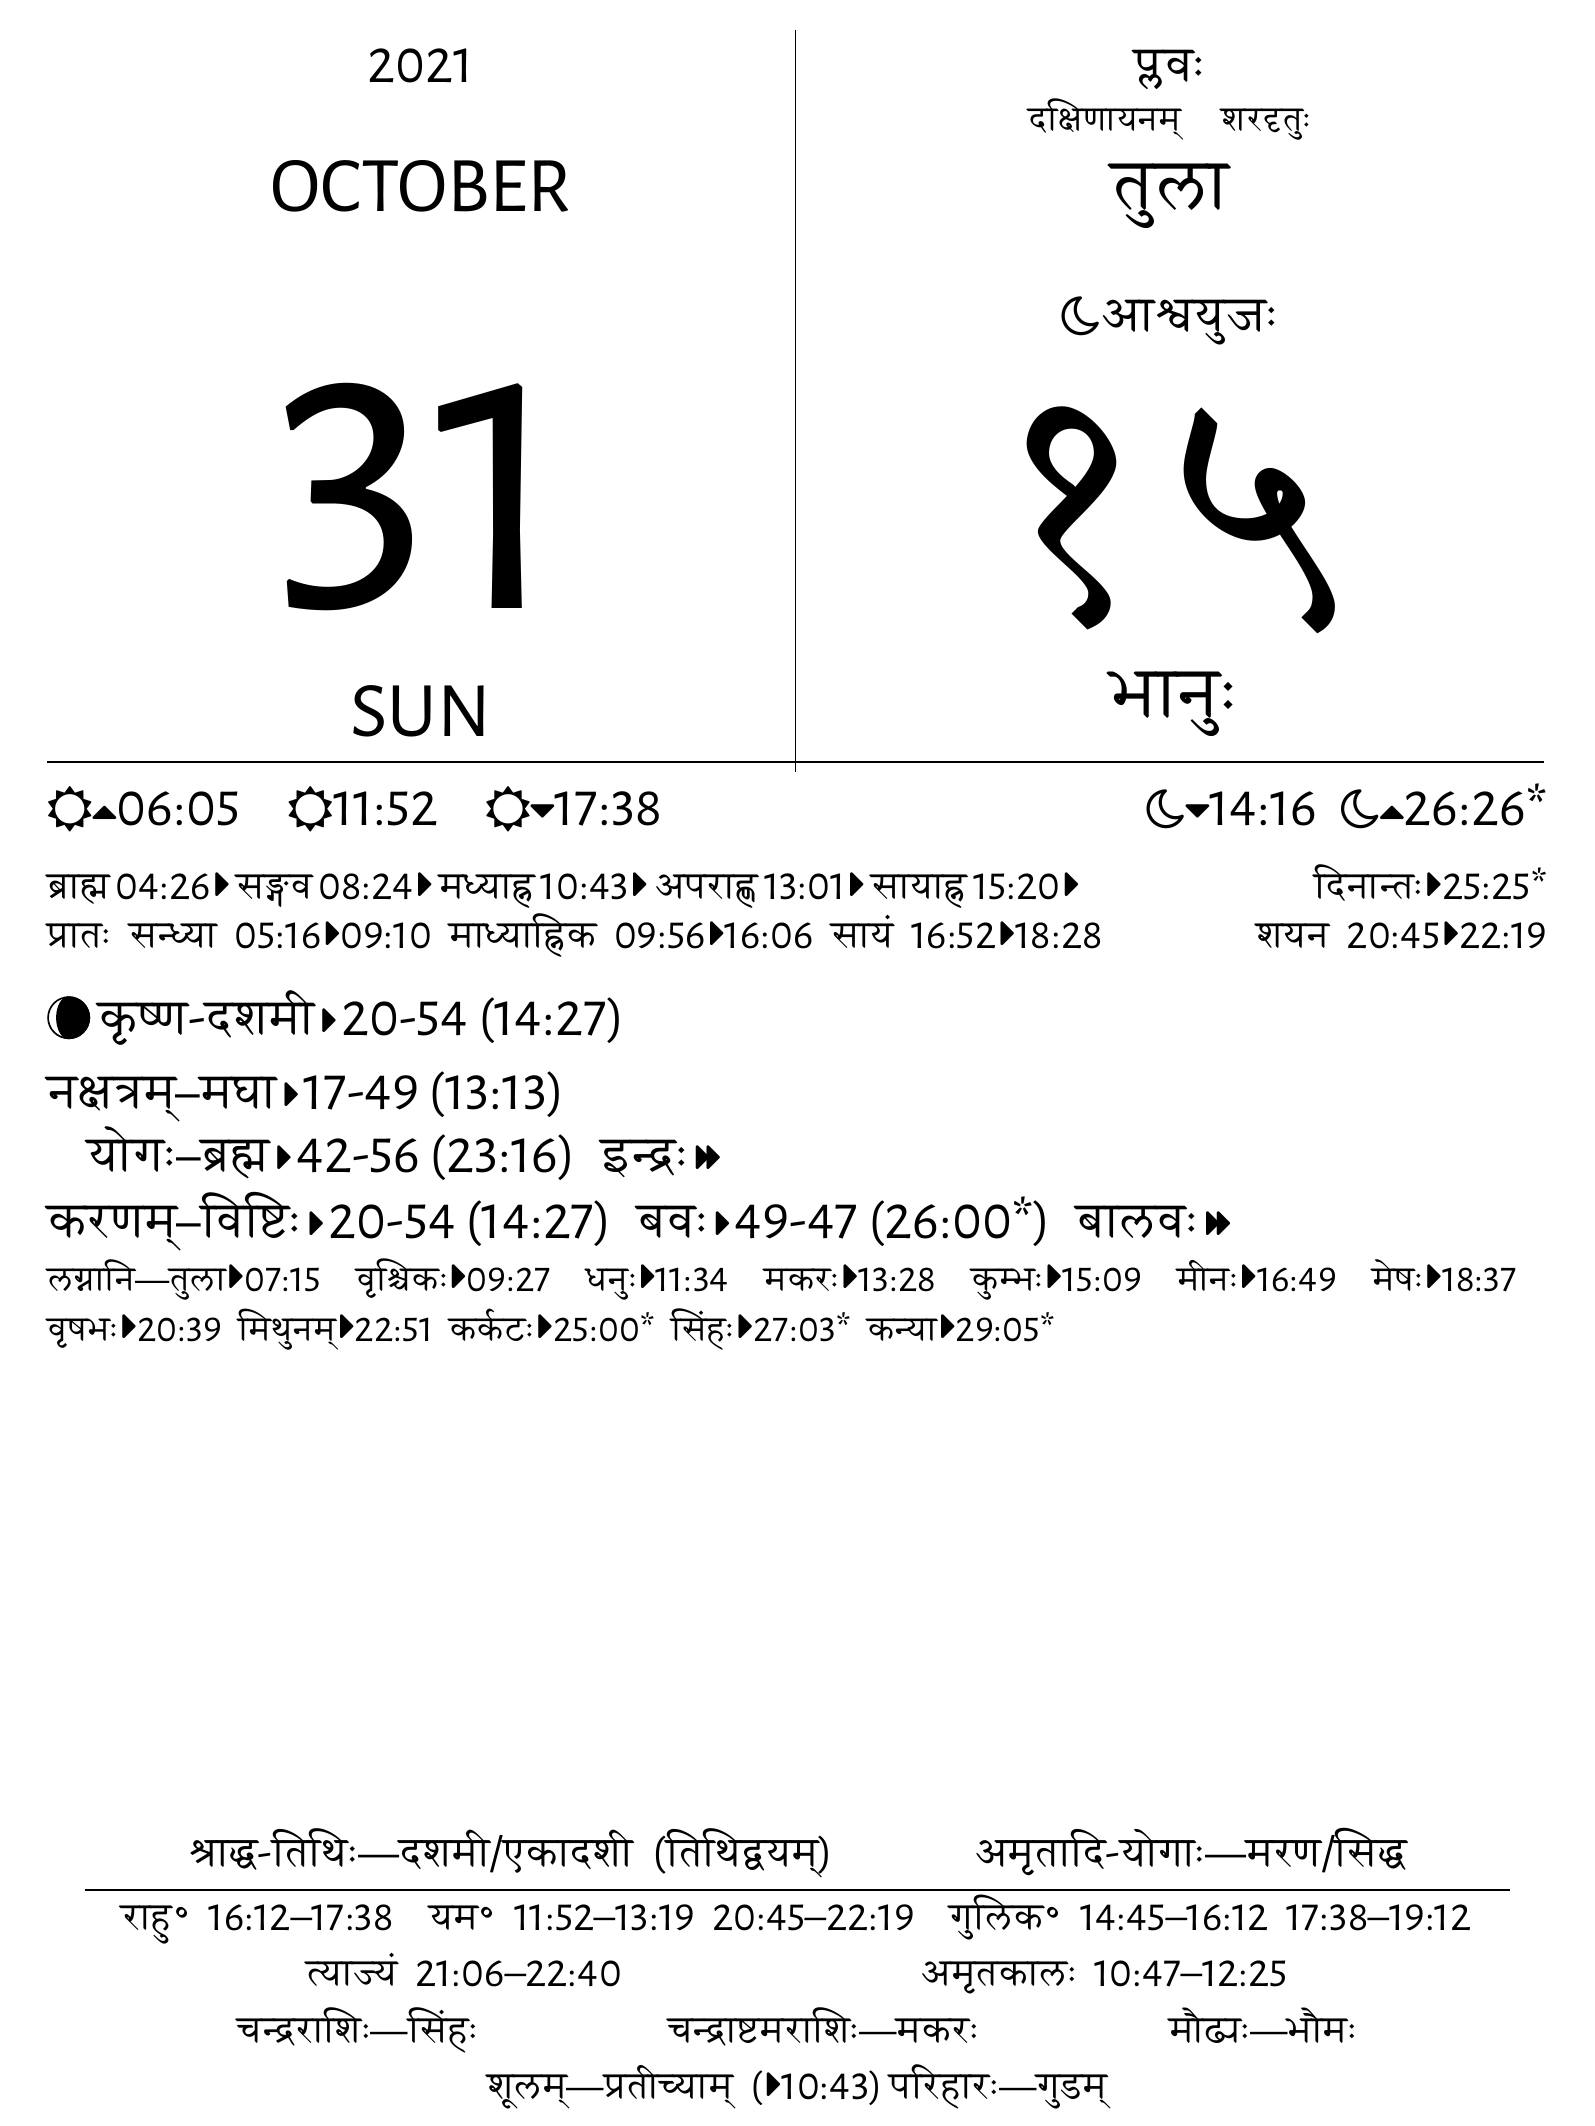 2021
OCTOBER
31
SUN
प्लवः
दक्षिणायनम् शरदृतुः
तुला
आश्वयुजः
१५
भानुः
06:05 11:52 17:38 14:16 26:26*
ब्राह्म 04:26 सङ्गव 08:24 मध्याह्न 10:43 अपराह्ण 13:01 सायाह्न 15:20 दिनान्तः 25:25*
प्रातः सन्ध्या 05:16 09:10 माध्याह्निक 09:56 16:06 सायं 16:52 18:28 शयन 20:45 22:19
कृष्ण-दशमी 20-54 (14:27)
नक्षत्रम्–मघा 17-49 (13:13)
योगः–ब्रह्म 42-56 (23:16) इन्द्रः
करणम्–विष्टिः 20-54 (14:27) बवः 49-47 (26:00*) बालवः
लग्नानि—तुला 07:15 वृश्चिकः 09:27 धनुः 11:34 मकरः 13:28 कुम्भः 15:09 मीनः 16:49 मेषः 18:37
वृषभः 20:39 मिथुनम् 22:51 कर्कटः 25:00* सिंहः 27:03* कन्या 29:05*
श्राद्ध-तिथिः—दशमी/एकादशी (तिथिद्वयम्) अमृतादि-योगाः—मरण/सिद्ध
राहु॰ 16:12–17:38 यम॰ 11:52–13:19 20:45–22:19 गुलिक॰ 14:45–16:12 17:38–19:12
त्याज्यं 21:06–22:40 अमृतकालः 10:47–12:25
चन्द्रराशिः—सिंहः चन्द्राष्टमराशिः—मकरः मौढ्यः—भौमः
शूलम्—प्रतीच्याम् (10:43) परिहारः—गुडम्